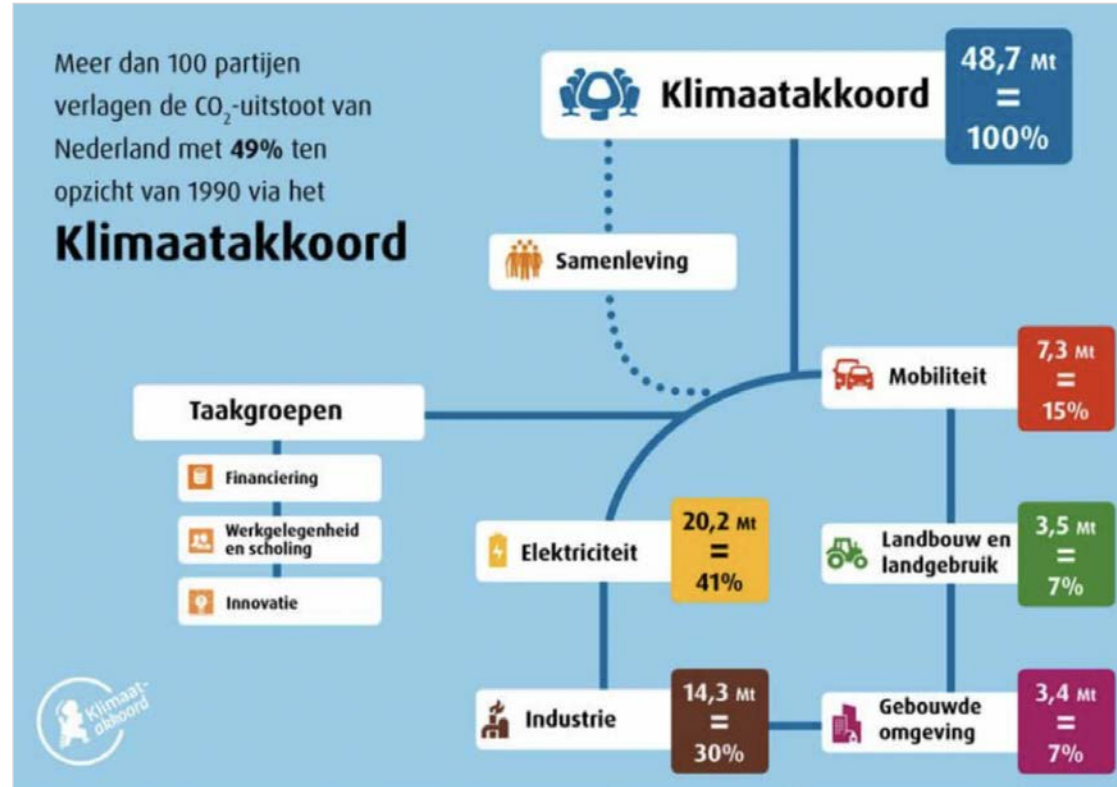 Meer dan 100 partijen
verlagen de CO₂-uitstoot van
Nederland met 49% ten
opzicht van 1990 via het
Klimaatakkoord
Klimaatakkoord
48,7 Mt
=
100%
Samenleving
Mobiliteit
7,3 Mt
=
15%
Taakgroepen
Financiering
Werkgelegenheid
en scholing
Innovatie
Elektriciteit
20,2 Mt
=
41%
Landbouw en
landgebruik
3,5 Mt
=
7%
Industrie
14,3 Mt
=
30%
Gebouwde
omgeving
3,4 Mt
=
7%
Klimaat-
akkoord